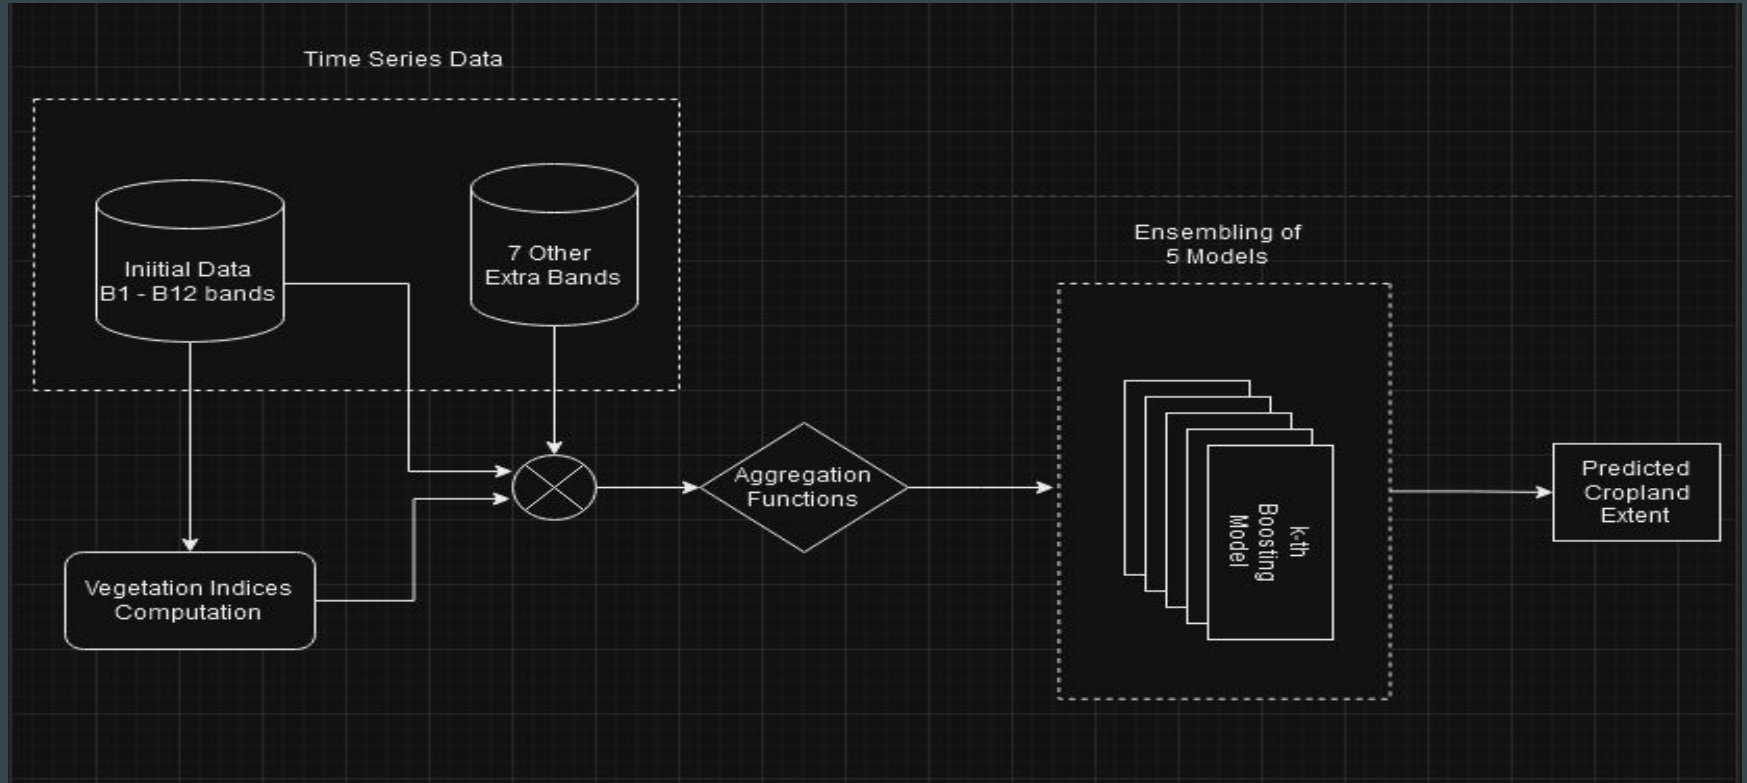 Time Series Data
Iniitial Data
B1 - B12 bands
7 Other
Extra Bands
Vegetation Indices
Computation
Aggregation
Functions
Ensembling of
5 Models
k-th
Boosting
Model
Predicted
Cropland
Extent